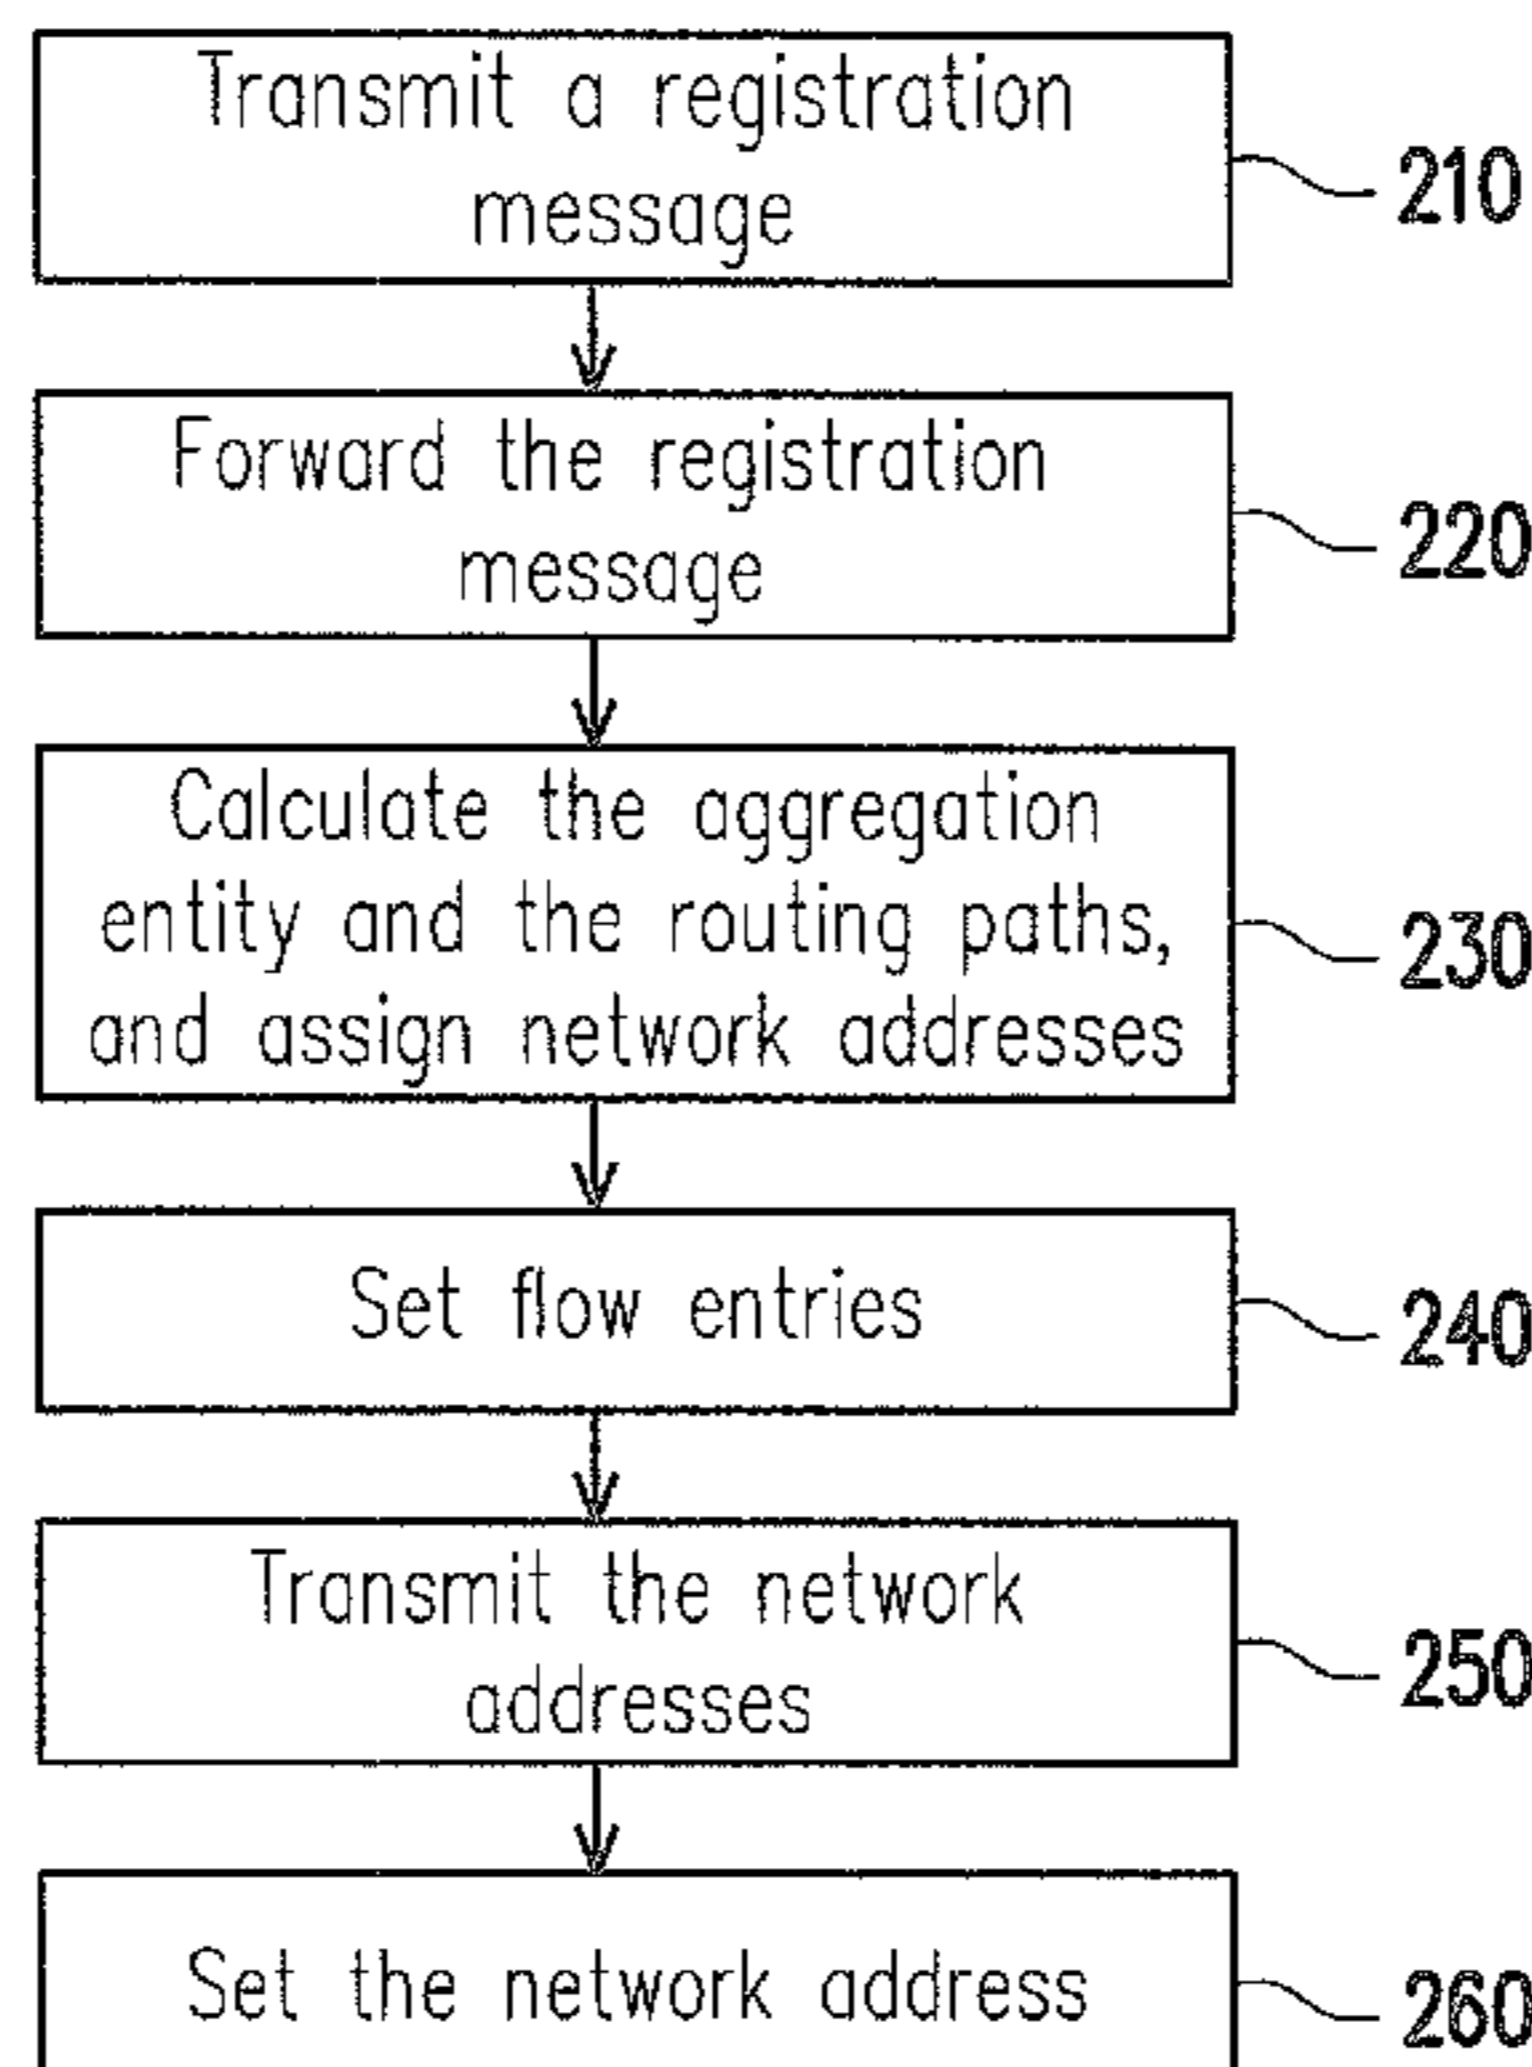 Transmit a registration
message
210
Forward the registration
message
220
Calculate the aggregation
entity and the routing paths,
and assign network addresses
230
Set flow entries
240
Transmit the network
addresses
250
Set the network address
260